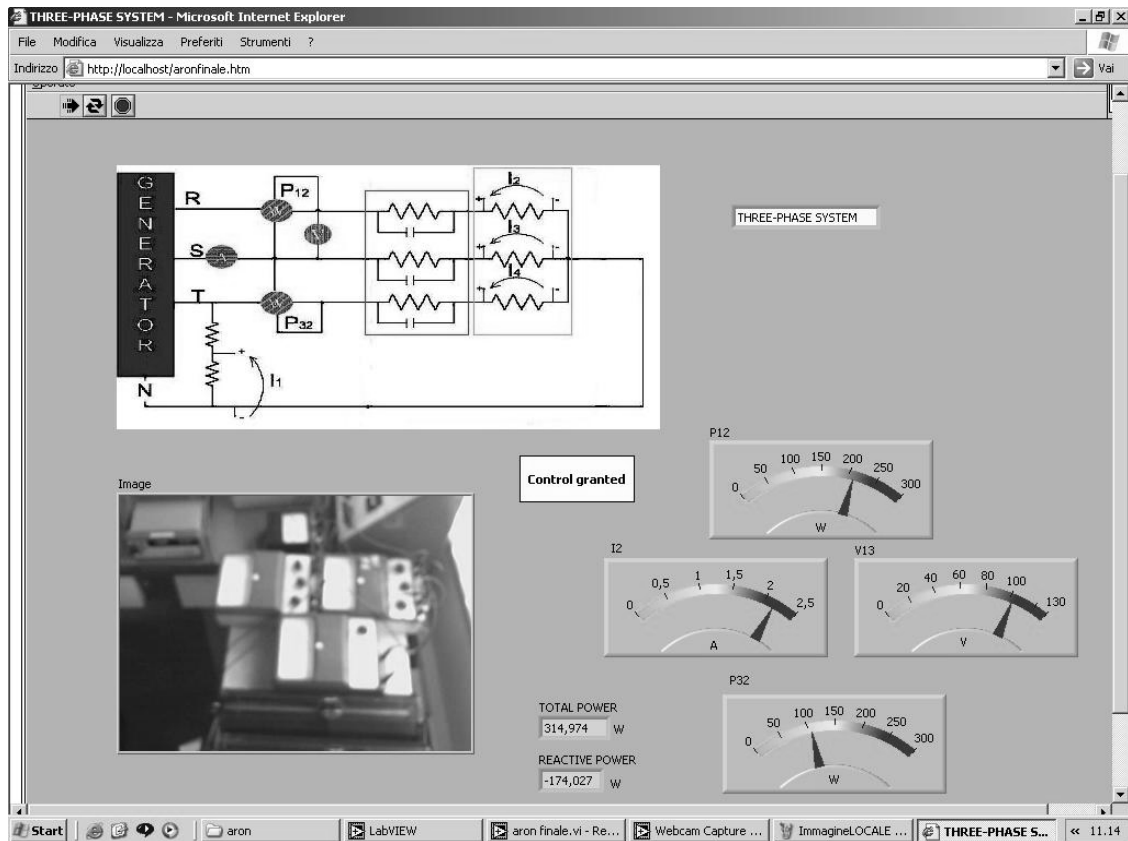 THREE-PHASE SYSTEM - Microsoft Internet Explorer
File Modifica Visualizza Preferiti Strumenti ?
Indirizzo http://localhost/aronfinale.htm Vai
Operate
GENERATOR
R
S
T
N
P12
P32
I2
I3
I4
I1
+ -
+ -
+ -
+
-
THREE-PHASE SYSTEM
Control granted
Image
P12
0 50 100 150 200 250 300
W
I2
0 0,5 1 1,5 2 2,5
A
V13
0 20 40 60 80 100 130
V
P32
0 50 100 150 200 250 300
W
TOTAL POWER
314,974 W
REACTIVE POWER
-174,027 W
Start aron LabVIEW aron finale.vi - Re... Webcam Capture ... ImmagineLOCALE ... THREE-PHASE S... « 11.14